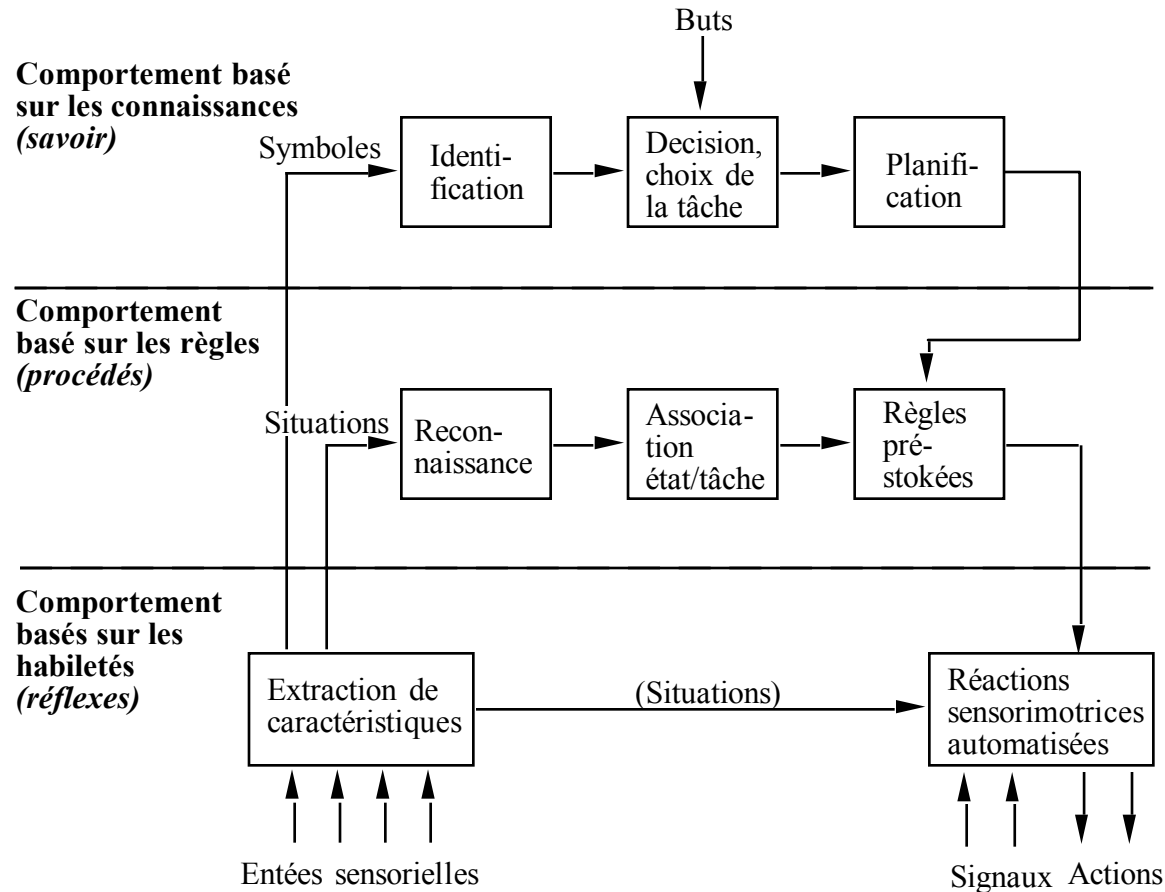 Buts
Comportement basé
sur les connaissances
(savoir)
Symboles
Identi-
fication
Decision,
choix de
la tâche
Planifi-
cation
Comportement
basé sur les règles
(procédés)
Situations
Recon-
naissance
Associa-
tion
état/tâche
Règles
pré-
stokées
Comportement
basés sur les
habiletés
(réflexes)
Extraction de
caractéristiques
(Situations)
Réactions
sensorimotrices
automatisées
Entées sensorielles
Signaux
Actions